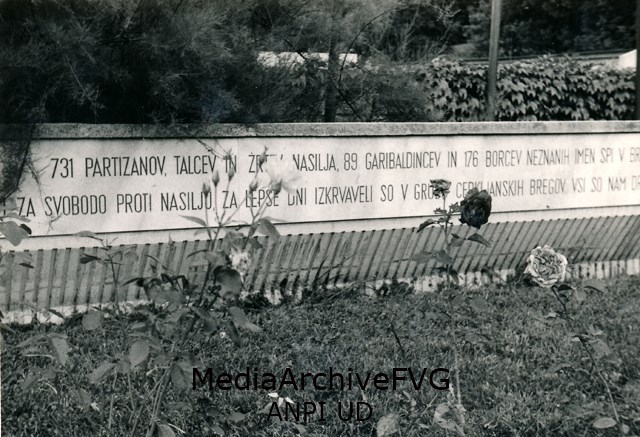 731 PARTIZANOV, TALCEV IN ŽRTEV NASILJA, 89 GARIBALDINCEV IN 176 BORCEV NEZNANIH IMEN SPI V
ZA SVOBODO PROTI NASILJU, ZA LEPŠE DNI IZKRVAVELI SO V CERKLJANSKIH BREGOV. VSI SO NAM
MediaArchiveFVG
ANPI UD